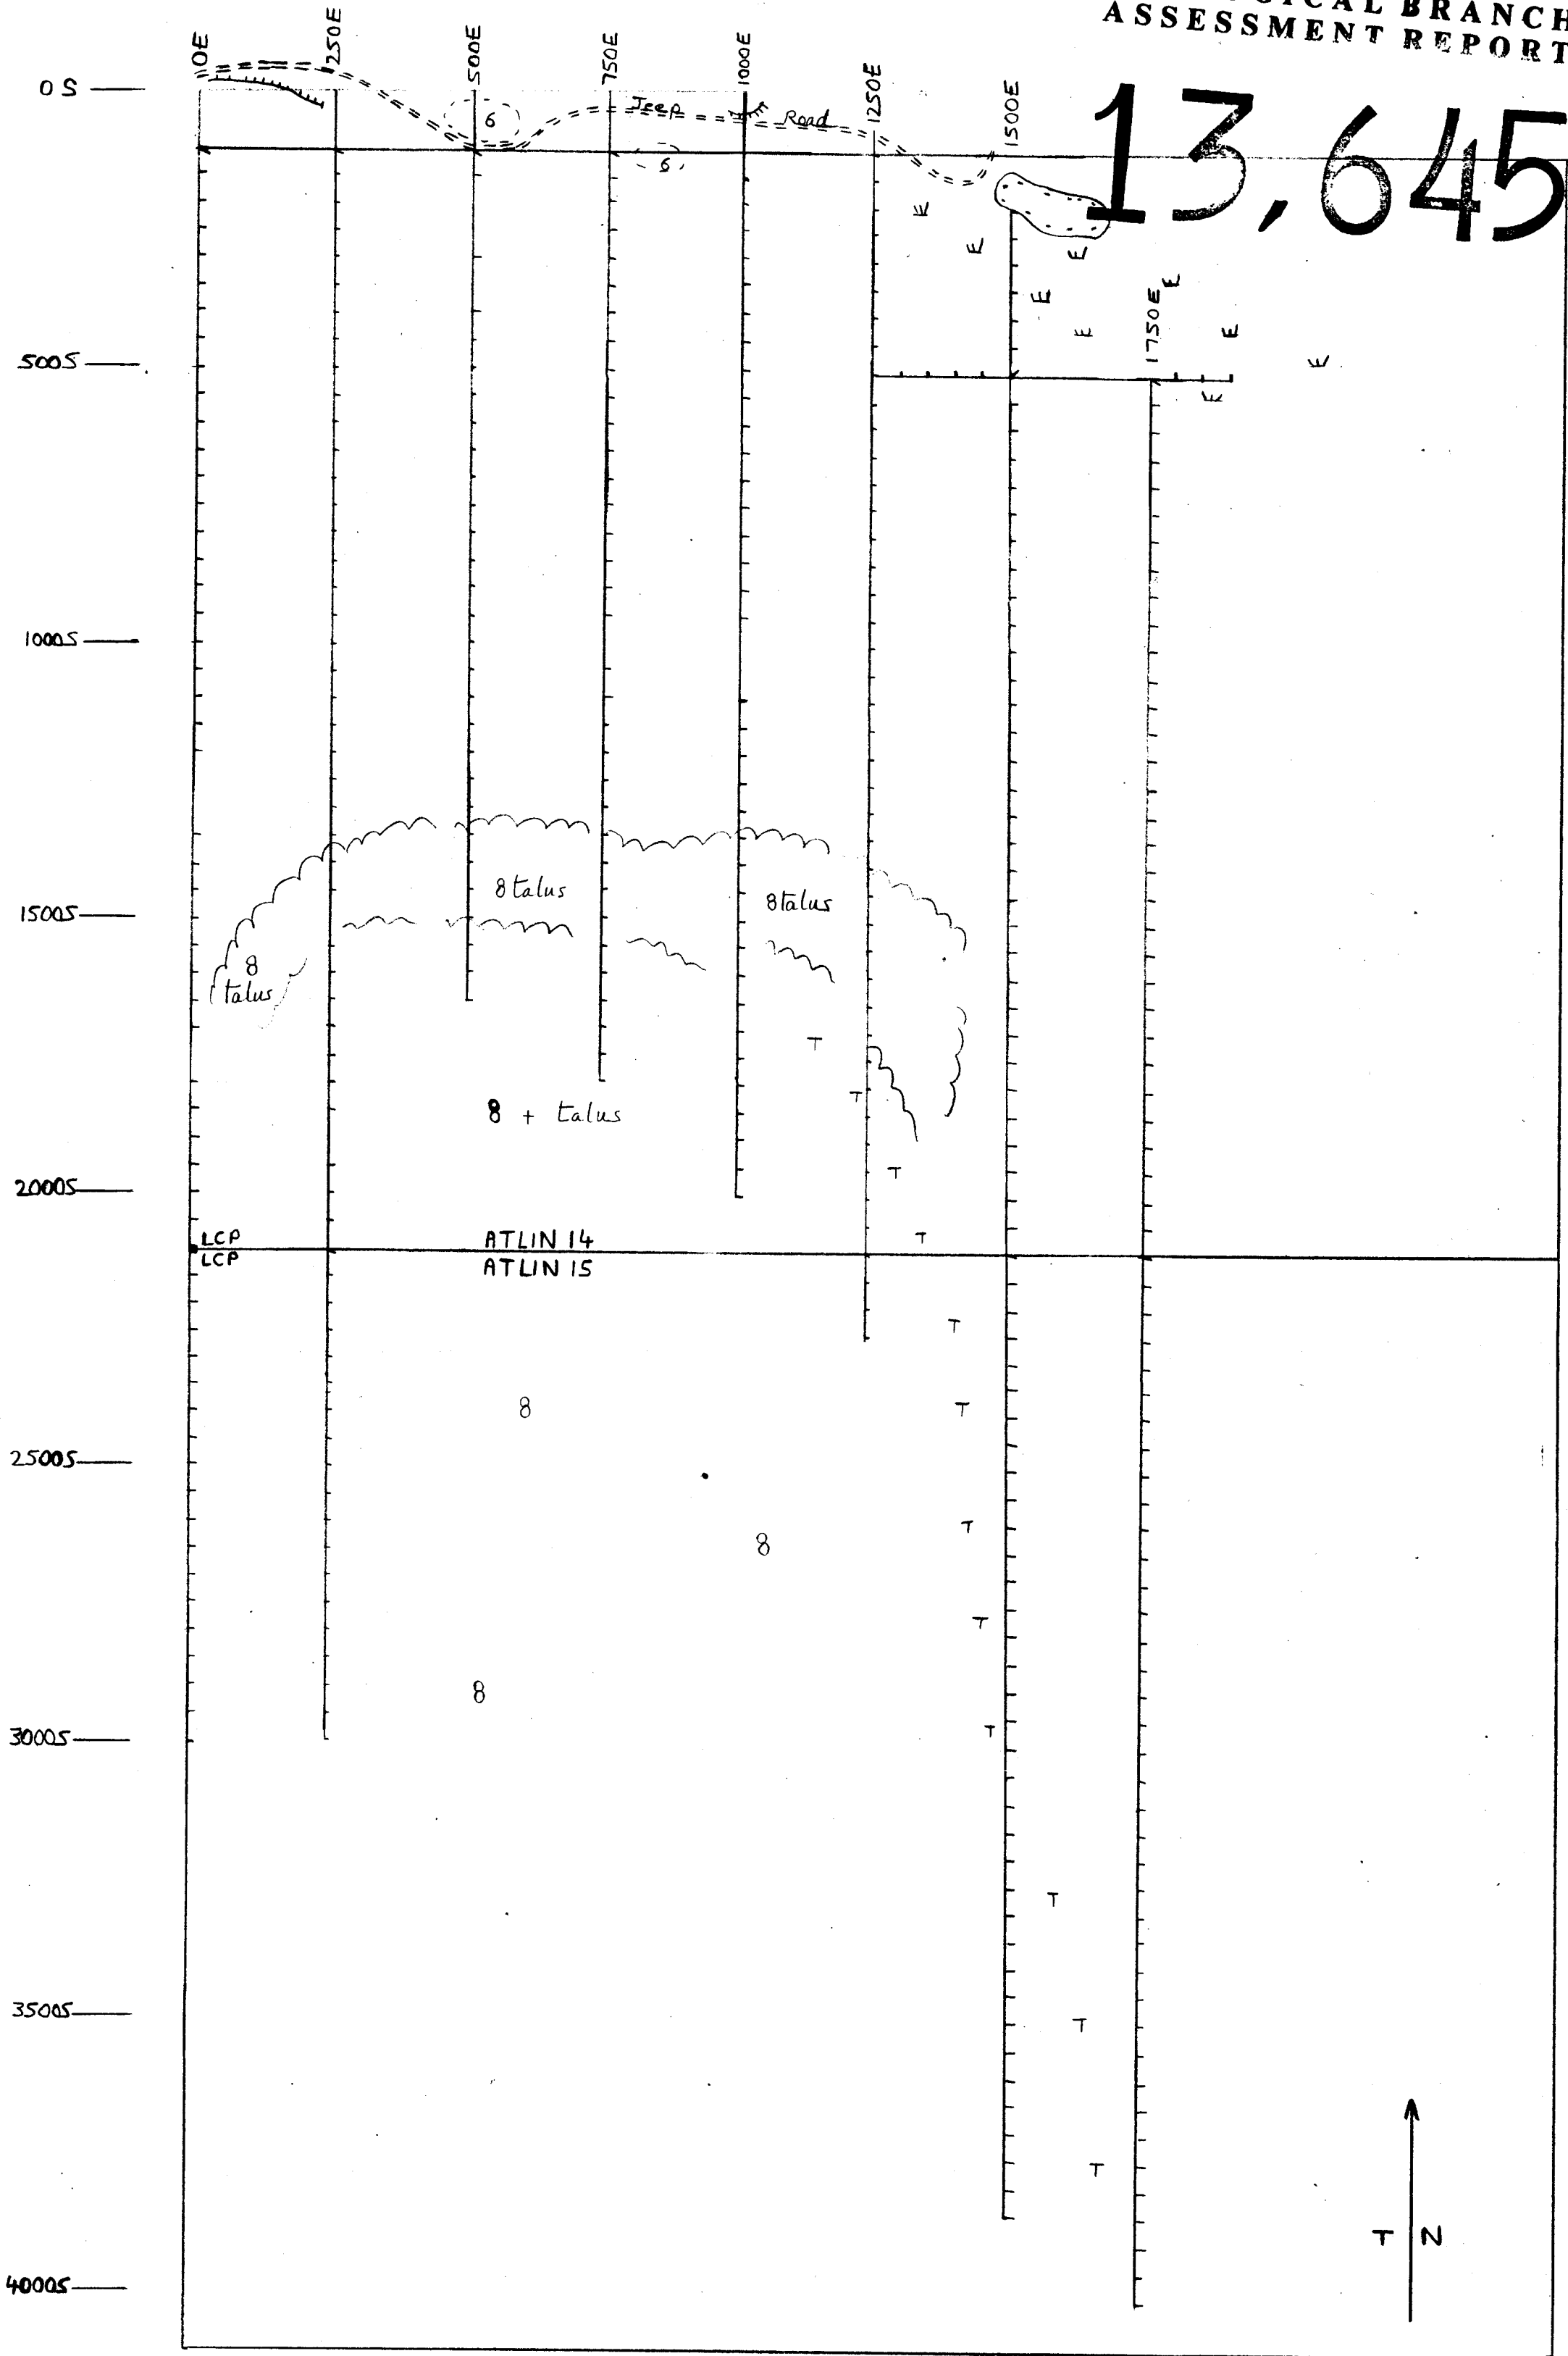 BRANCH
ASSESSMENT REPORT
13,645
0E
250E
500E
750E
1000E
1250E
1500E
1750E
0 S
6
Jeep Road
6
E
E
E
E
E
E
E
E
E
500S
1000S
1500S
8 talus
8 talus
8
talus
T
8 + talus
T
T
2000S
LCP ATLIN 14
LCP ATLIN 15
T
T
8
T
2500S
8
T
T
8
T
3000S
T
3500S
T
T
T N
4000S